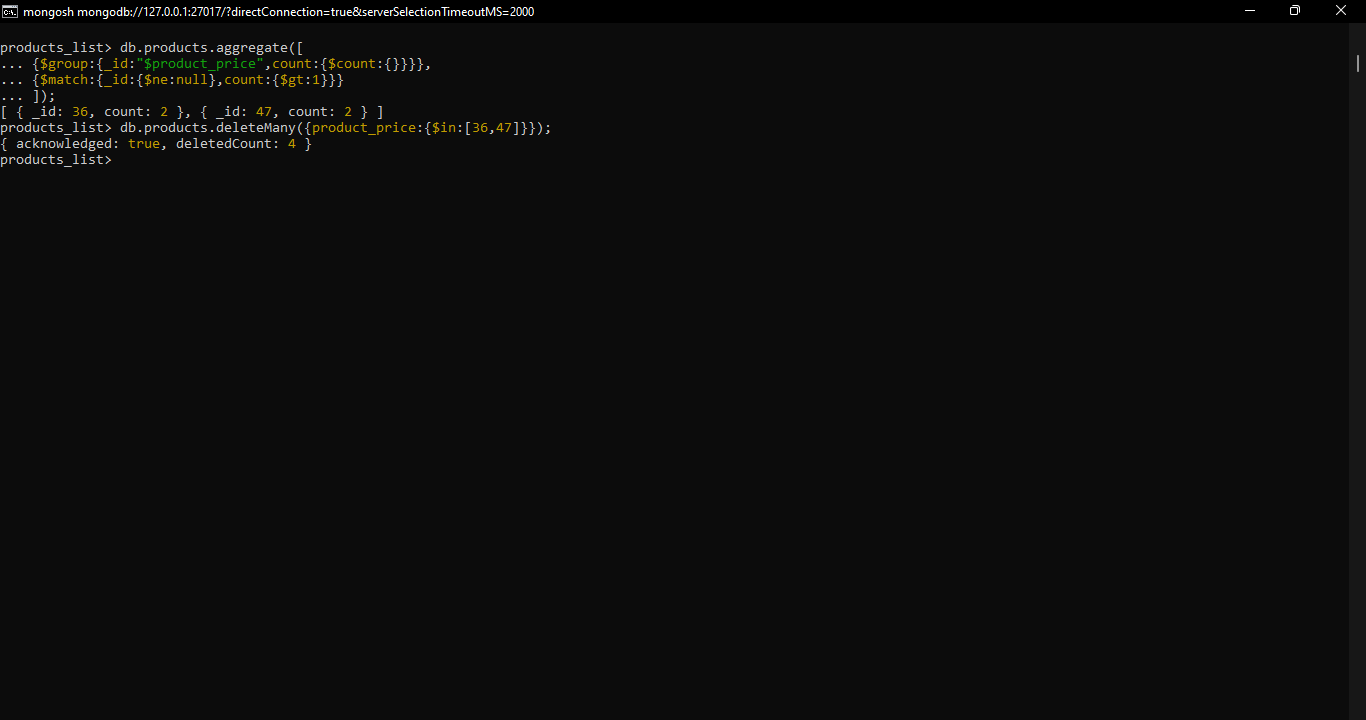 mongosh mongodb://127.0.0.1:27017/?directConnection=true&serverSelectionTimeoutMS=2000
products_list> db.products.aggregate([
... {$group:{_id:"$product_price",count:{$count:{}}}},
... {$match:{_id:{$ne:null},count:{$gt:1}}}
... ]);
[ { _id: 36, count: 2 }, { _id: 47, count: 2 } ]
products_list> db.products.deleteMany({product_price:{$in:[36,47]}});
{ acknowledged: true, deletedCount: 4 }
products_list>